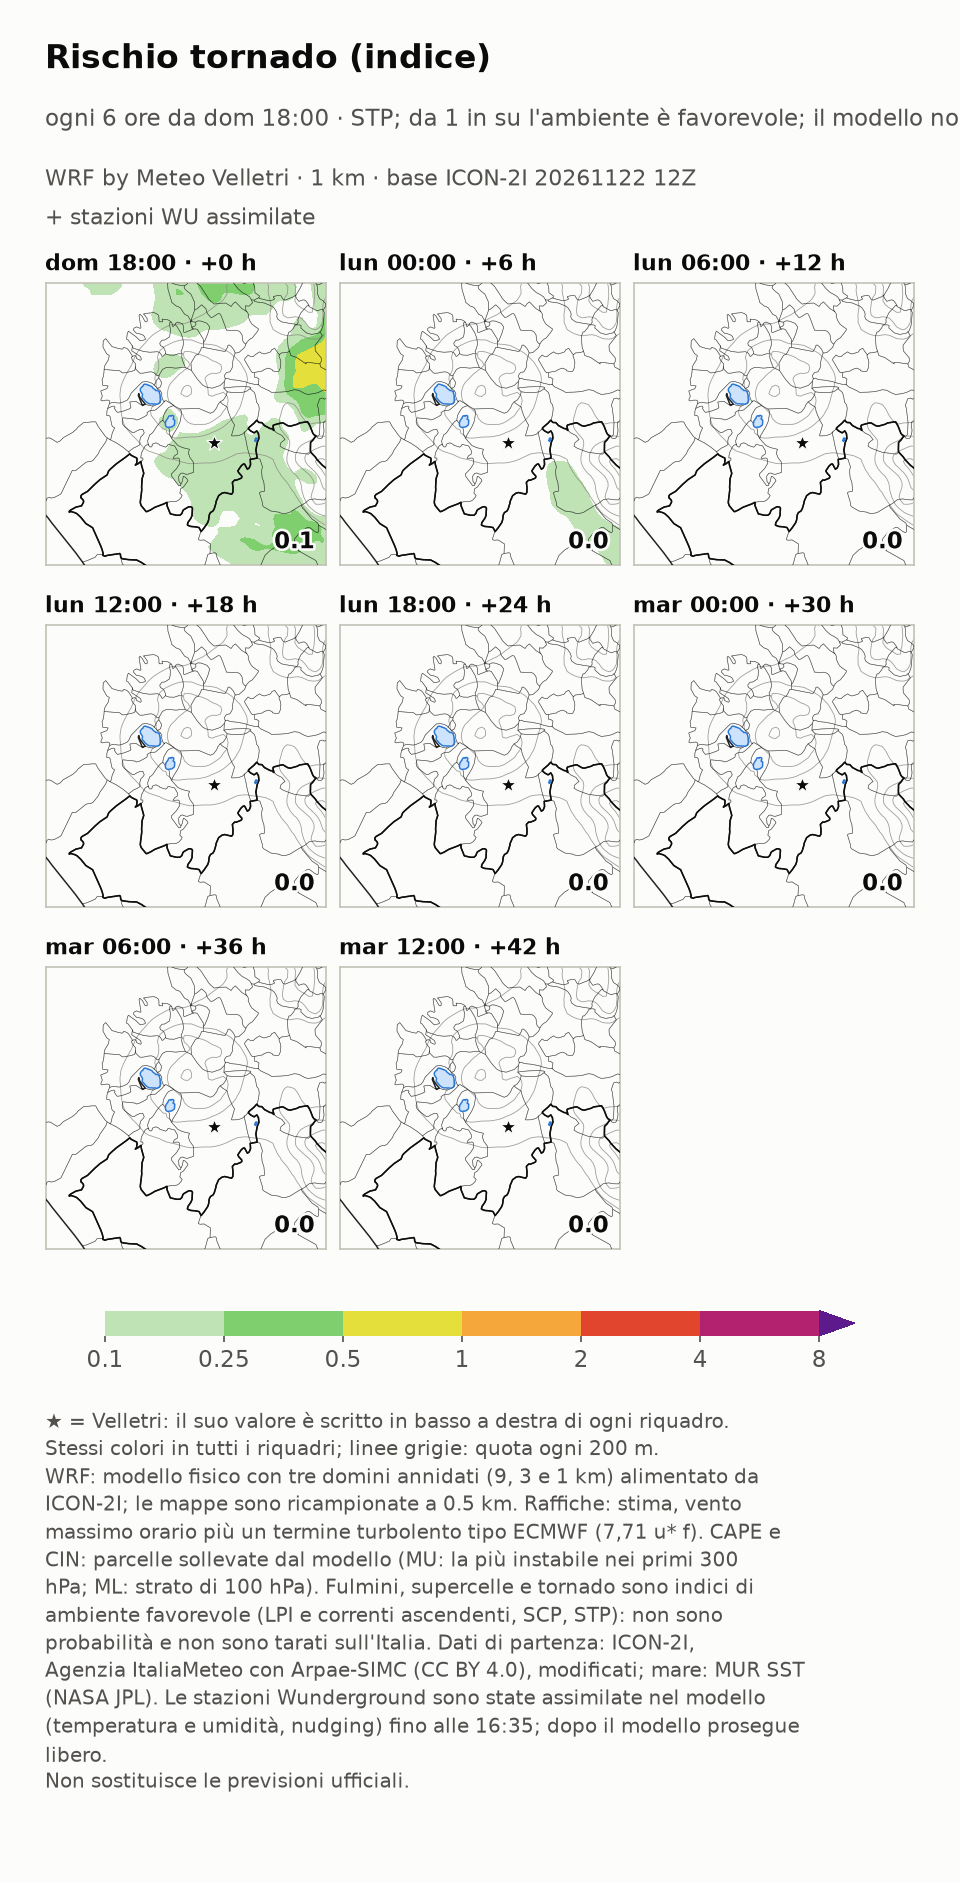 Rischio tornado (indice)
ogni 6 ore da dom 18:00 · STP; da 1 in su l'ambiente è favorevole; il modello no
WRF by Meteo Velletri · 1 km · base ICON-2I 20261122 12Z
+ stazioni WU assimilate
dom 18:00 · +0 h
lun 00:00 · +6 h
lun 06:00 · +12 h
0.1
0.0
0.0
lun 12:00 · +18 h
lun 18:00 · +24 h
mar 00:00 · +30 h
0.0
0.0
0.0
mar 06:00 · +36 h
mar 12:00 · +42 h
0.0
0.0
0.1 0.25 0.5 1 2 4 8
★ = Velletri: il suo valore è scritto in basso a destra di ogni riquadro.
Stessi colori in tutti i riquadri; linee grigie: quota ogni 200 m.
WRF: modello fisico con tre domini annidati (9, 3 e 1 km) alimentato da
ICON-2I; le mappe sono ricampionate a 0.5 km. Raffiche: stima, vento
massimo orario più un termine turbolento tipo ECMWF (7,71 u* f). CAPE e
CIN: parcelle sollevate dal modello (MU: la più instabile nei primi 300
hPa; ML: strato di 100 hPa). Fulmini, supercelle e tornado sono indici di
ambiente favorevole (LPI e correnti ascendenti, SCP, STP): non sono
probabilità e non sono tarati sull'Italia. Dati di partenza: ICON-2I,
Agenzia ItaliaMeteo con Arpae-SIMC (CC BY 4.0), modificati; mare: MUR SST
(NASA JPL). Le stazioni Wunderground sono state assimilate nel modello
(temperatura e umidità, nudging) fino alle 16:35; dopo il modello prosegue
libero.
Non sostituisce le previsioni ufficiali.